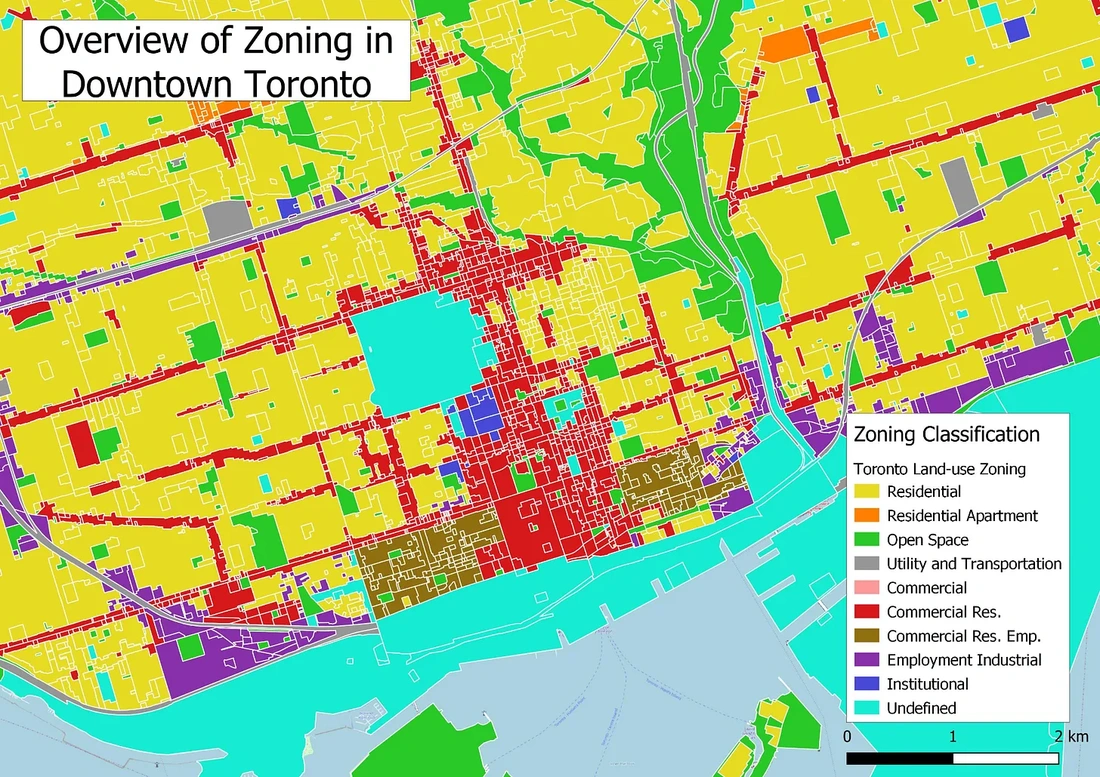 Overview of Zoning in
Downtown Toronto
Zoning Classification
Toronto Land-use Zoning
Residential
Residential Apartment
Open Space
Utility and Transportation
Commercial
Commercial Res.
Commercial Res. Emp.
Employment Industrial
Institutional
Undefined
0 1 2 km